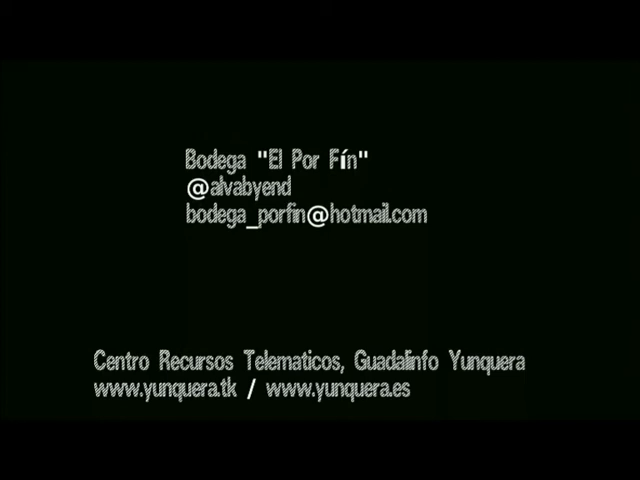 Bodega "El Por Fín"
@alvabyend
bodega_porfin@hotmail.com
Centro Recursos Telematicos, Guadalinfo Yunquera
www.yunquera.tk / www.yunquera.es